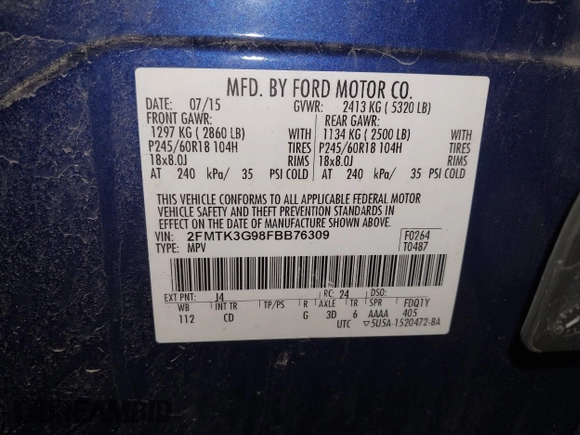 MFD. BY FORD MOTOR CO.
DATE: 07/15 GVWR: 2413 KG ( 5320 LB)
FRONT GAWR: REAR GAWR:
1297 KG ( 2860 LB) WITH 1134 KG ( 2500 LB) WITH
P245/60R18 104H TIRES P245/60R18 104H TIRES
18x8.0J RIMS 18x8.0J RIMS
AT 240 kPa/ 35 PSI COLD AT 240 kPa/ 35 PSI COLD
THIS VEHICLE CONFORMS TO ALL APPLICABLE FEDERAL MOTOR
VEHICLE SAFETY AND THEFT PREVENTION STANDARDS IN
EFFECT ON THE DATE OF MANUFACTURE SHOWN ABOVE.
VIN: 2FMTK3G98FBB76309 F0264
TYPE: MPV T0487
EXT PNT: J4 RC: 24 DSO:
WB INT TR TP/PS R AXLE TR SPR FDQ1Y
112 CD G 3D 6 AAAA 405
UTC ▽5U5A-1520472-BA